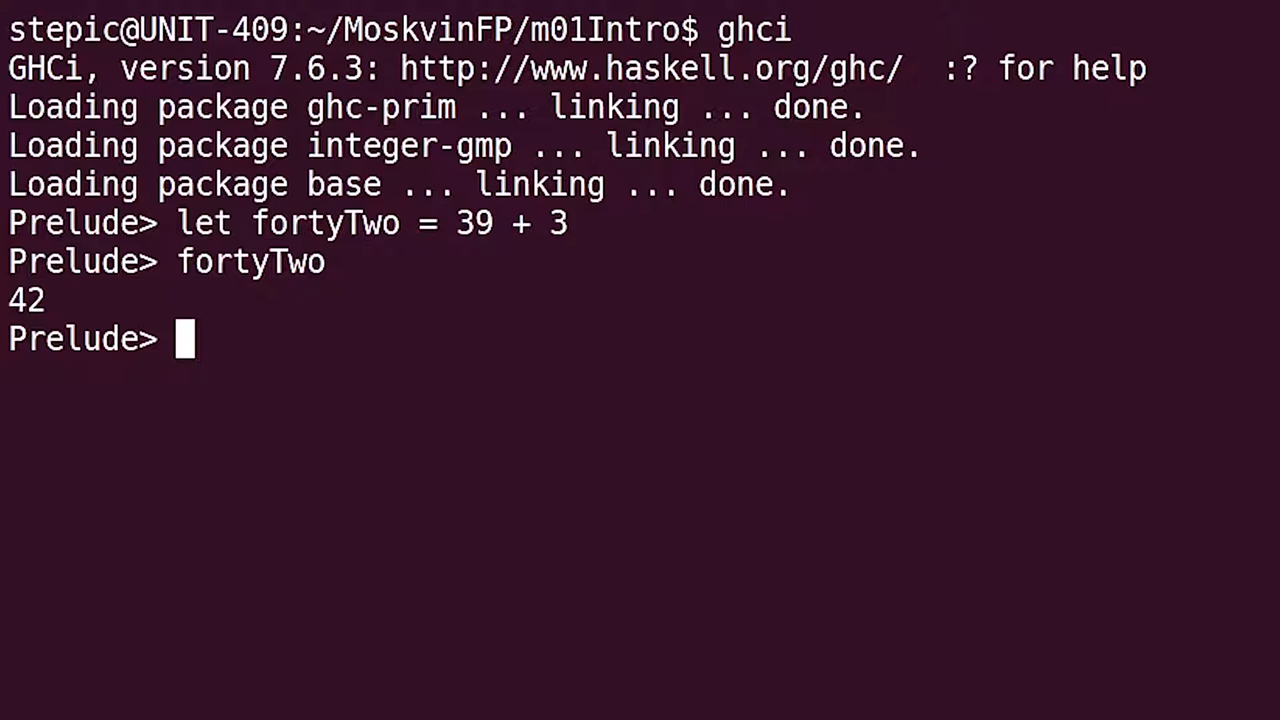 stepic@UNIT-409:~/MoskvinFP/m01Intro$ ghci
GHCi, version 7.6.3: http://www.haskell.org/ghc/  :? for help
Loading package ghc-prim ... linking ... done.
Loading package integer-gmp ... linking ... done.
Loading package base ... linking ... done.
Prelude> let fortyTwo = 39 + 3
Prelude> fortyTwo
42
Prelude>